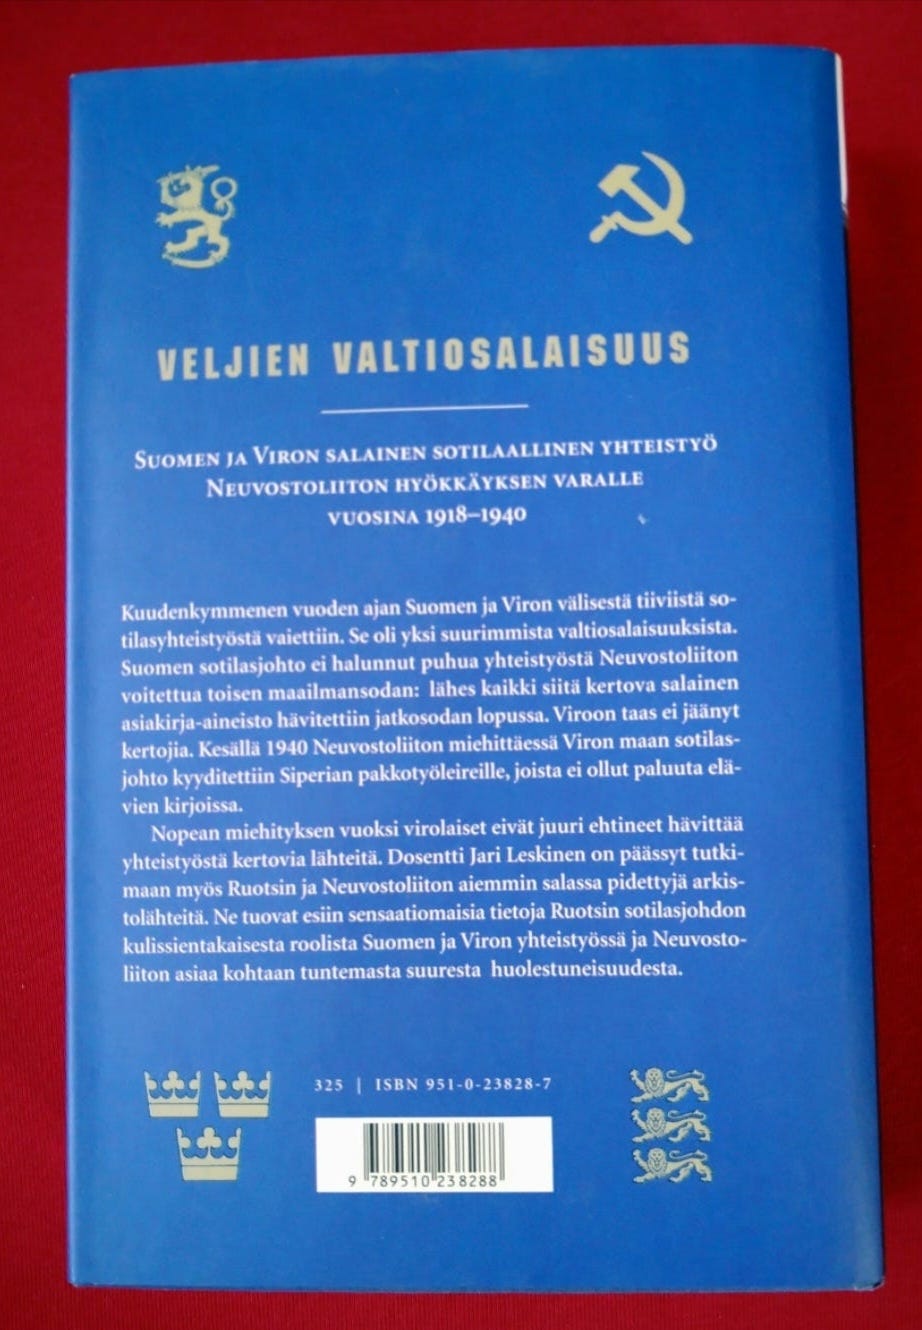 VELJIEN VALTIOSALAISUUS
SUOMEN JA VIRON SALAINEN SOTILAALLINEN YHTEISTYÖ
NEUVOSTOLIITON HYÖKKÄYKSEN VARALLE
VUOSINA 1918–1940
Kuudenkymmenen vuoden ajan Suomen ja Viron välisestä tiiviistä so-
tilasyhteistyöstä vaiettiin. Se oli yksi suurimmista valtiosalaisuuksista.
Suomen sotilasjohto ei halunnut puhua yhteistyöstä Neuvostoliiton
voitettua toisen maailmansodan: lähes kaikki siitä kertova salainen
asiakirja-aineisto hävitettiin jatkosodan lopussa. Viroon taas ei jäänyt
kertojia. Kesällä 1940 Neuvostoliiton miehittäessä Viron maan sotilas-
johto kyyditettiin Siperian pakkotyöleireille, joista ei ollut paluuta elä-
vien kirjoissa.
Nopean miehityksen vuoksi virolaiset eivät juuri ehtineet hävittää
yhteistyöstä kertovia lähteitä. Dosentti Jari Leskinen on päässyt tutki-
maan myös Ruotsin ja Neuvostoliiton aiemmin salassa pidettyjä arkis-
tolähteitä. Ne tuovat esiin sensaatiomaisia tietoja Ruotsin sotilasjohdon
kulissientakaisesta roolista Suomen ja Viron yhteistyössä ja Neuvosto-
liiton asiaa kohtaan tuntemasta suuresta huolestuneisuudesta.
325 | ISBN 951-0-23828-7
9 789510 238288